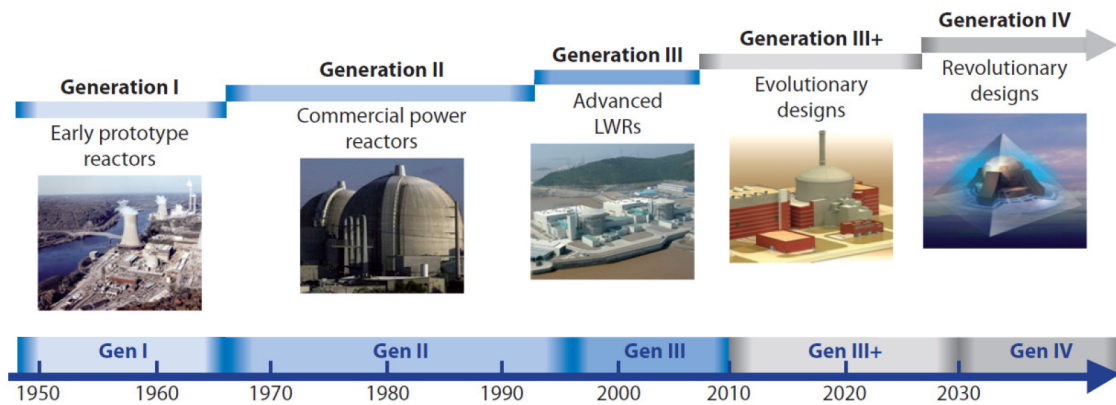 Generation I
Early prototype
reactors
Generation II
Commercial power
reactors
Generation III
Advanced
LWRs
Generation III+
Evolutionary
designs
Generation IV
Revolutionary
designs
Gen I
Gen II
Gen III
Gen III+
Gen IV
1950
1960
1970
1980
1990
2000
2010
2020
2030